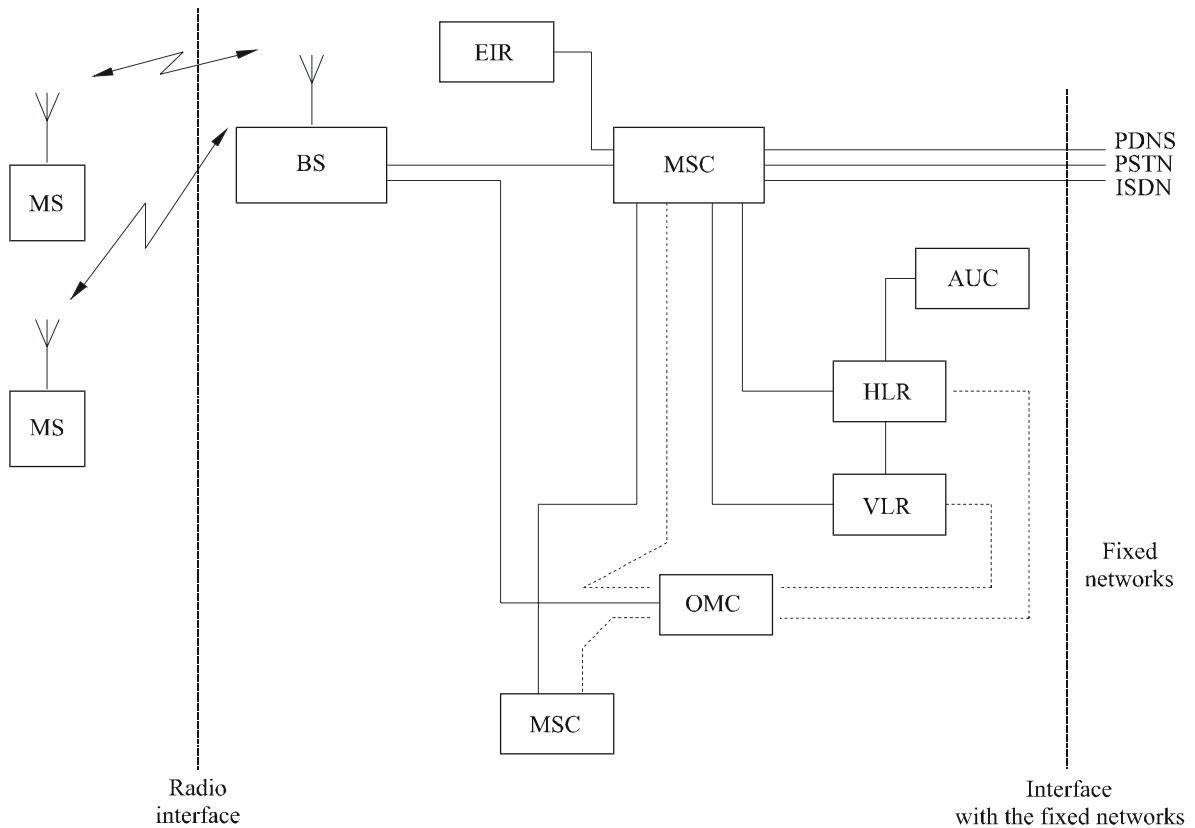 EIR
BS
MSC
PDNS
PSTN
ISDN
MS
AUC
HLR
MS
VLR
Fixed
networks
OMC
MSC
Radio
interface
Interface
with the fixed networks